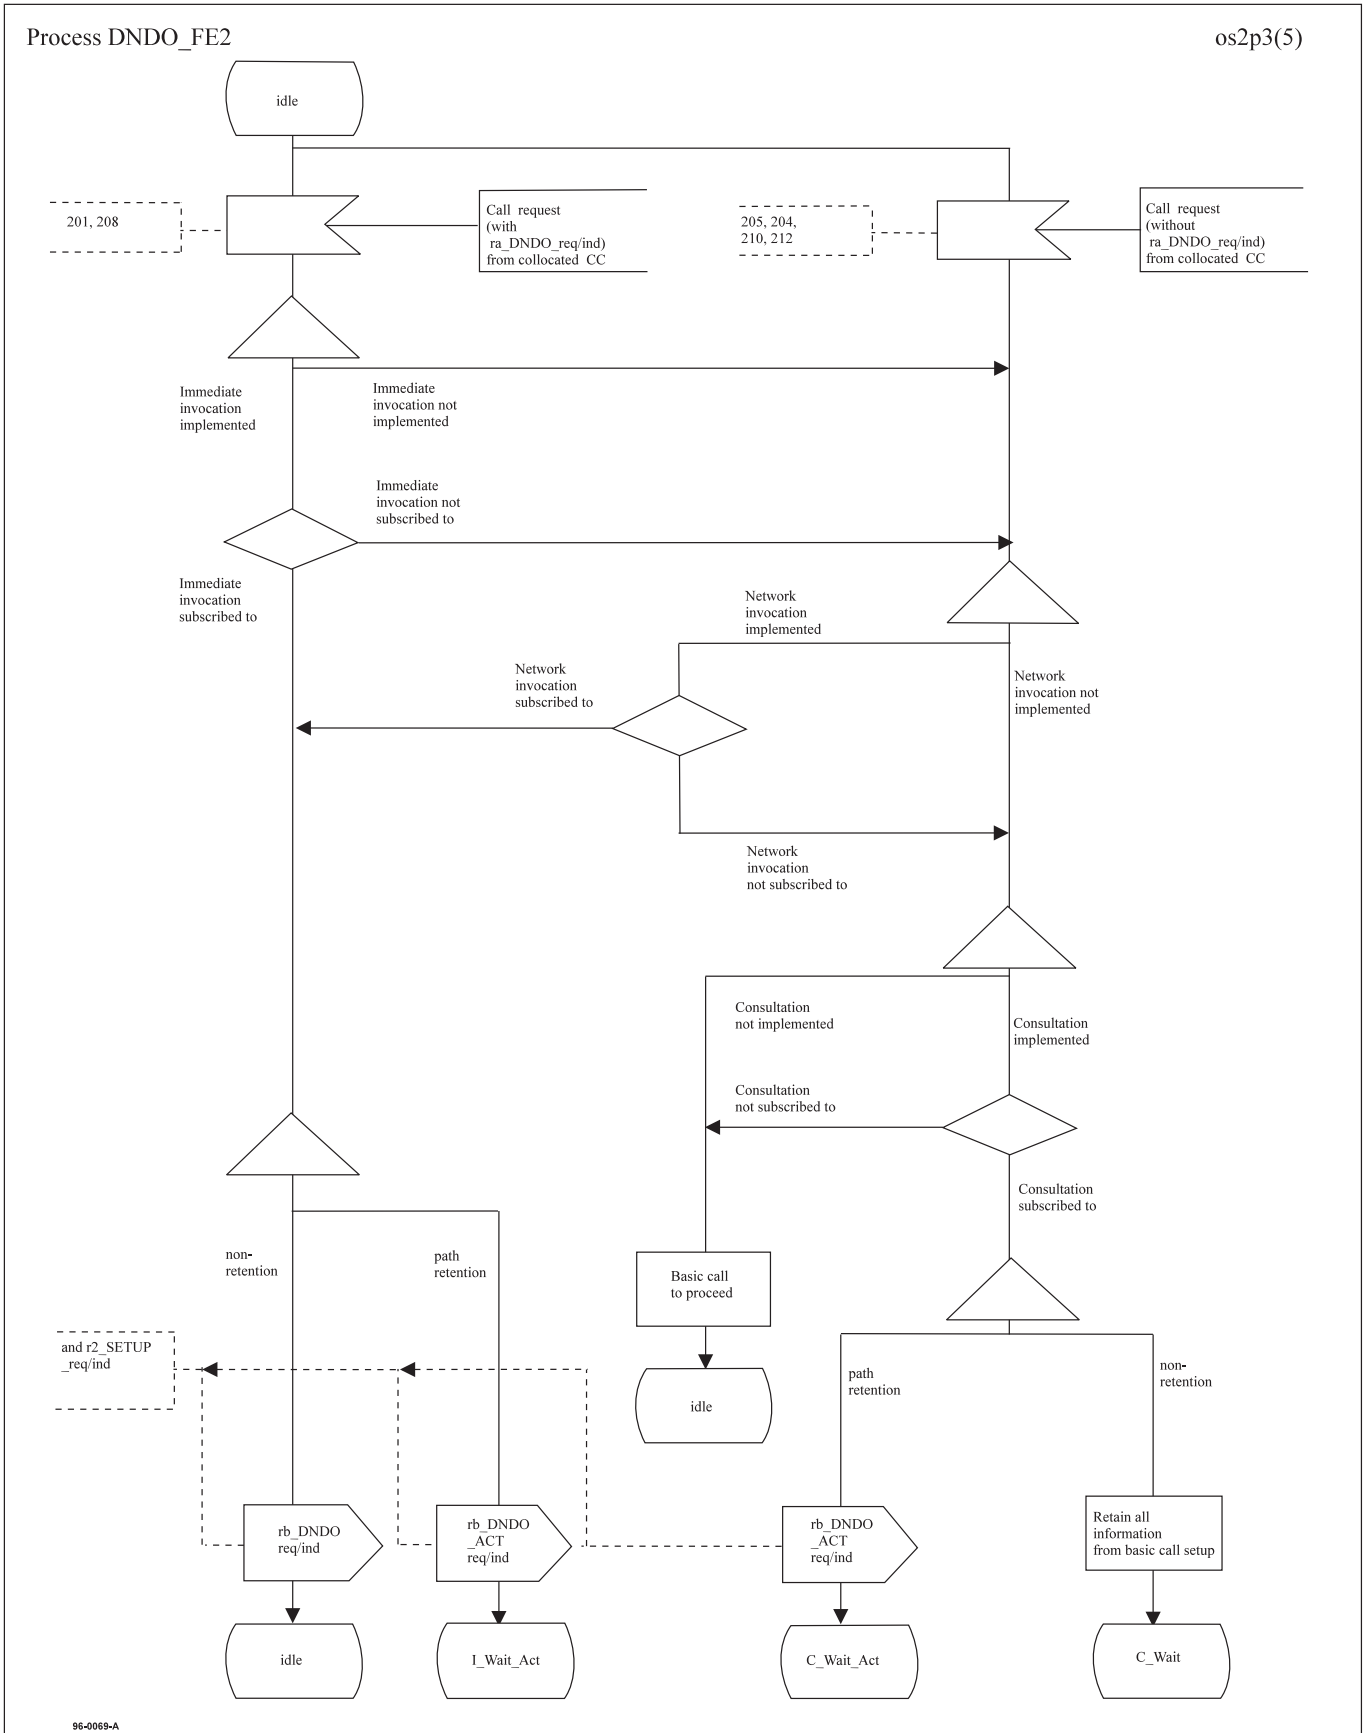 Process DNDO_FE2
os2p3(5)
idle
201, 208
Call request
(with
ra_DNDO_req/ind)
from collocated CC
205, 204,
210, 212
Call request
(without
ra_DNDO_req/ind)
from collocated CC
Immediate
invocation
implemented
Immediate
invocation not
implemented
Immediate
invocation not
subscribed to
Immediate
invocation
subscribed to
Network
invocation
implemented
Network
invocation
subscribed to
Network
invocation not
implemented
Network
invocation
not subscribed to
Consultation
not implemented
Consultation
implemented
Consultation
not subscribed to
Consultation
subscribed to
non-
retention
path
retention
Basic call
to proceed
and r2_SETUP
_req/ind
idle
path
retention
non-
retention
rb_DNDO
req/ind
rb_DNDO
_ACT
req/ind
rb_DNDO
_ACT
req/ind
Retain all
information
from basic call setup
idle
I_Wait_Act
C_Wait_Act
C_Wait
96-0069-A